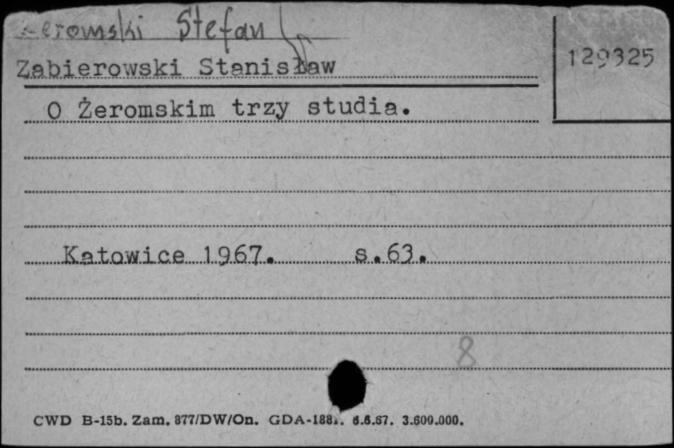 Żeromski Stefan
129325
Zabierowski Stanisław
O Żeromskim trzy studia.
Katowice 1967. s.63.
8
CWD B-15b. Zam. 877/DW/On. GDA-188 6.5.67. 3.600.000.